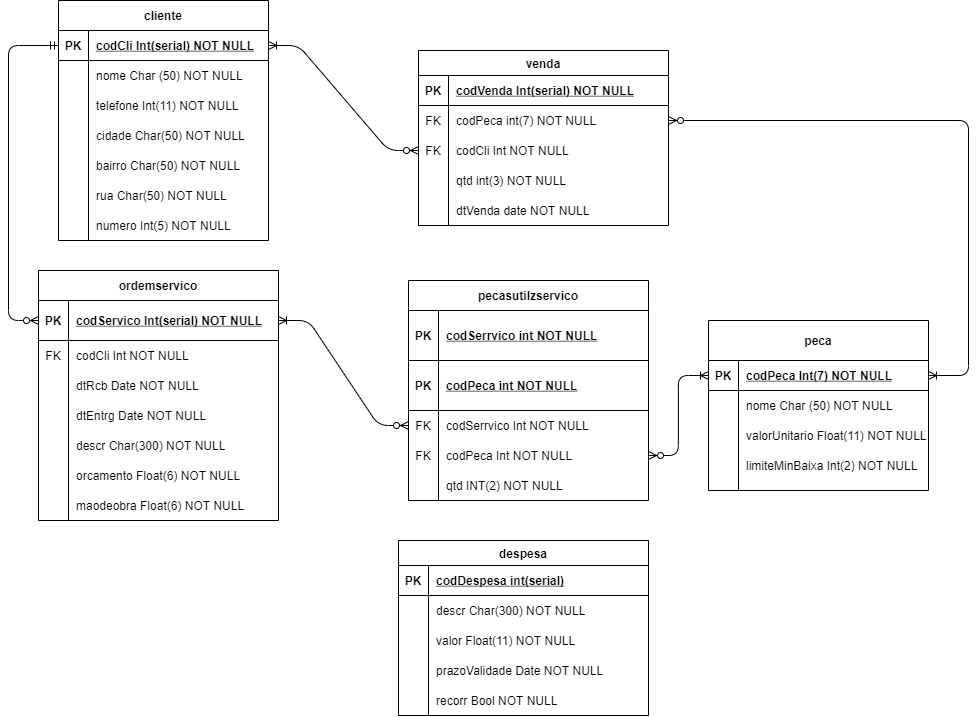 cliente
PK codCli Int(serial) NOT NULL
nome Char (50) NOT NULL
telefone Int(11) NOT NULL
cidade Char(50) NOT NULL
bairro Char(50) NOT NULL
rua Char(50) NOT NULL
numero Int(5) NOT NULL
venda
PK codVenda Int(serial) NOT NULL
FK codPeca int(7) NOT NULL
FK codCli Int NOT NULL
qtd int(3) NOT NULL
dtVenda date NOT NULL
ordemservico
PK codServico Int(serial) NOT NULL
FK codCli Int NOT NULL
dtRcb Date NOT NULL
dtEntrg Date NOT NULL
descr Char(300) NOT NULL
orcamento Float(6) NOT NULL
maodeobra Float(6) NOT NULL
pecasutilzservico
PK codSerrvico int NOT NULL
PK codPeca int NOT NULL
FK codSerrvico Int NOT NULL
FK codPeca Int NOT NULL
qtd INT(2) NOT NULL
peca
PK codPeca Int(7) NOT NULL
nome Char (50) NOT NULL
valorUnitario Float(11) NOT NULL
limiteMinBaixa Int(2) NOT NULL
despesa
PK codDespesa int(serial)
descr Char(300) NOT NULL
valor Float(11) NOT NULL
prazoValidade Date NOT NULL
recorr Bool NOT NULL